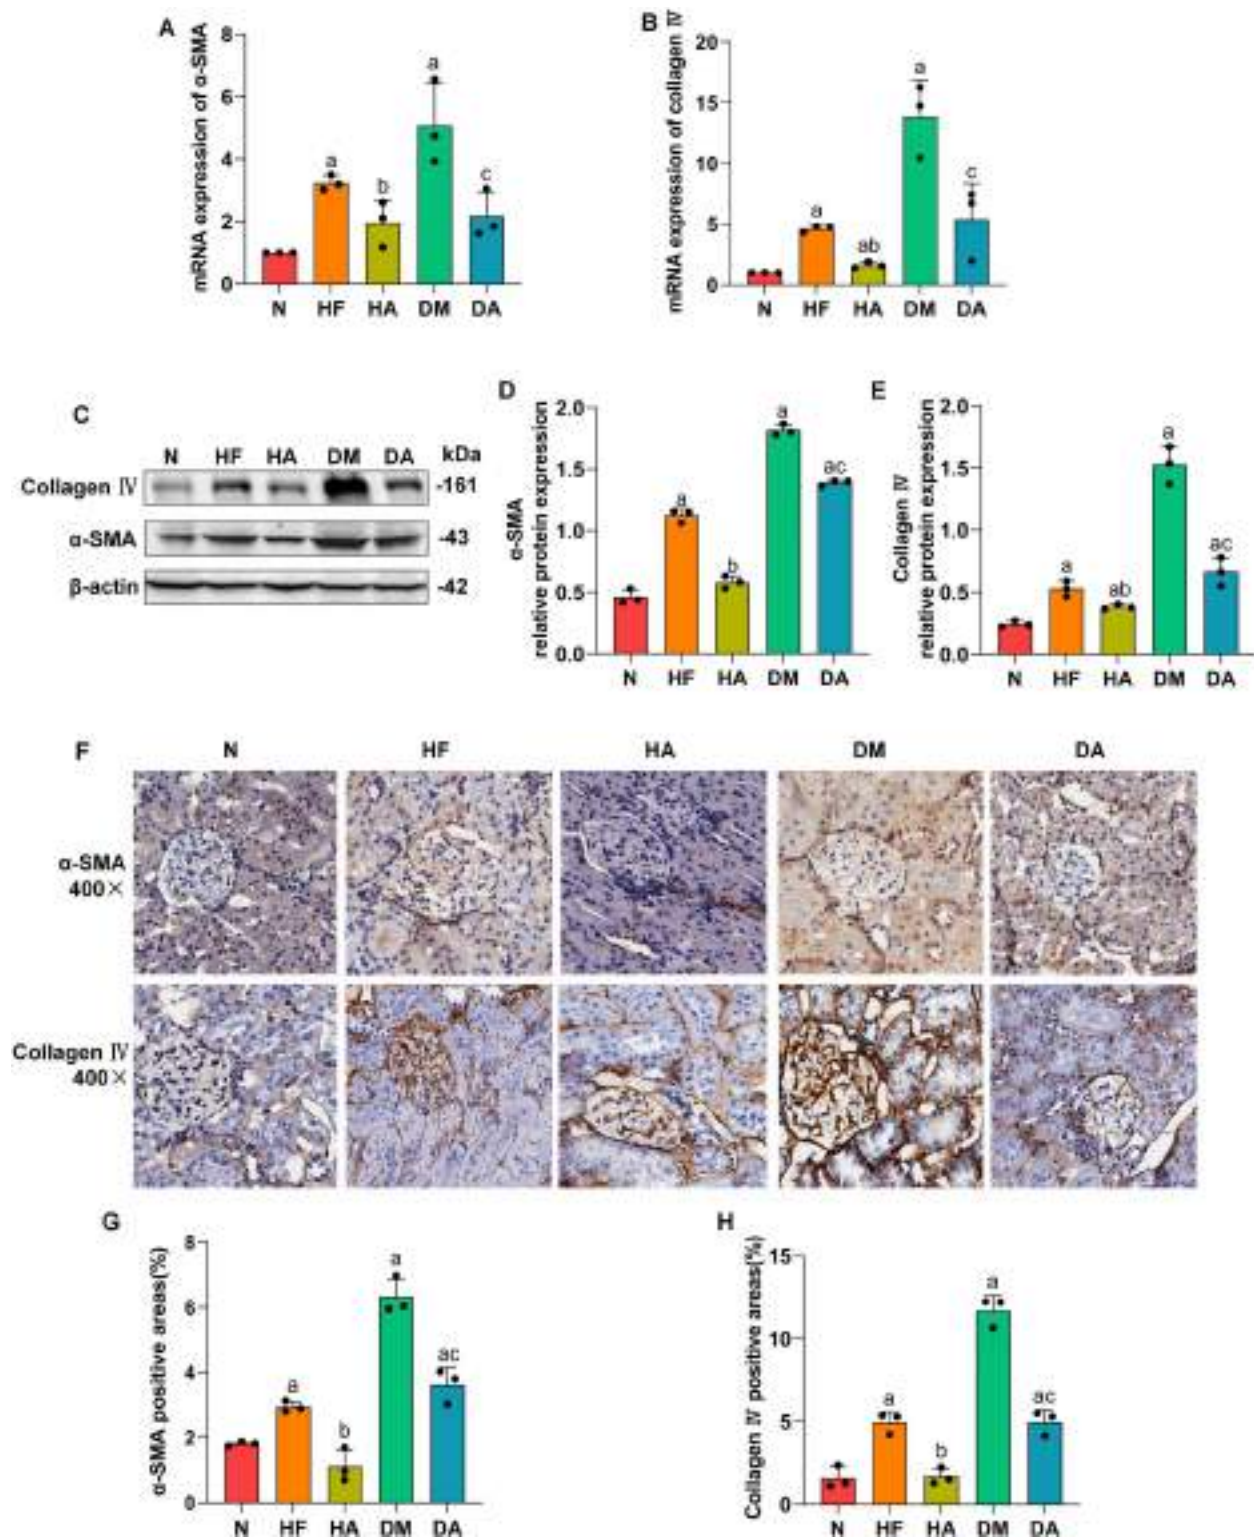 A
mRNA expression of α-SMA
8
6
4
2
0
a
b
a
c
N HF HA DM DA
B
mRNA expression of collagen Ⅳ
20
15
10
5
0
a
ab
a
c
N HF HA DM DA
C
N HF HA DM DA kDa
Collagen Ⅳ -161
α-SMA -43
β-actin -42
D
α-SMA
relative protein expression
2.0
1.5
1.0
0.5
0.0
a
b
a
ac
N HF HA DM DA
E
Collagen Ⅳ
relative protein expression
2.0
1.5
1.0
0.5
0.0
a
ab
a
ac
N HF HA DM DA
F
N HF HA DM DA
α-SMA
400×
Collagen Ⅳ
400×
G
α-SMA positive areas(%)
8
6
4
2
0
a
b
a
ac
N HF HA DM DA
H
Collagen Ⅳ positive areas(%)
15
10
5
0
a
b
a
ac
N HF HA DM DA